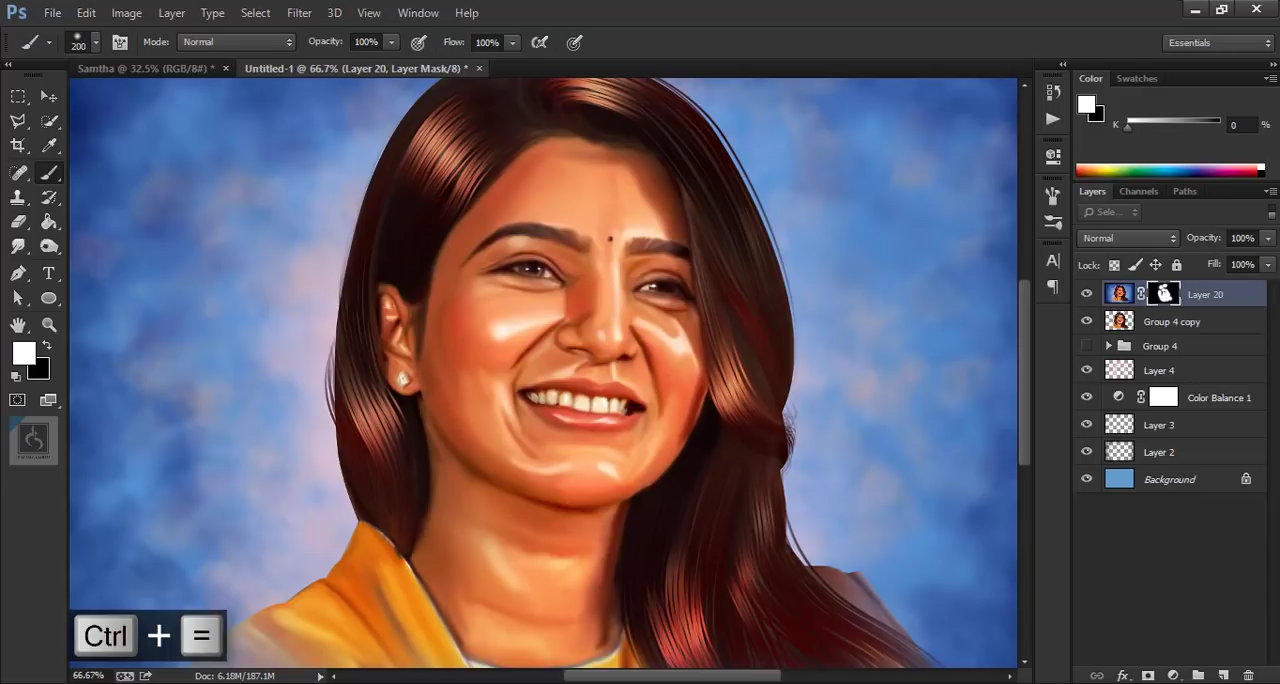 Ps File Edit Image Layer Type Select Filter 3D View Window Help
200 Mode: Normal Opacity: 100% Flow: 100% Essentials
Samtha @ 32.5% (RGB/8#) * × Untitled-1 @ 66.7% (Layer 20, Layer Mask/8) * ×
Color Swatches
K 0 %
Layers Channels Paths
Sele...
Normal Opacity: 100%
Lock: Fill: 100%
Layer 20
Group 4 copy
Group 4
Layer 4
Color Balance 1
Layer 3
Layer 2
Background
Ctrl + =
66.67% Doc: 6.18M/187.1M